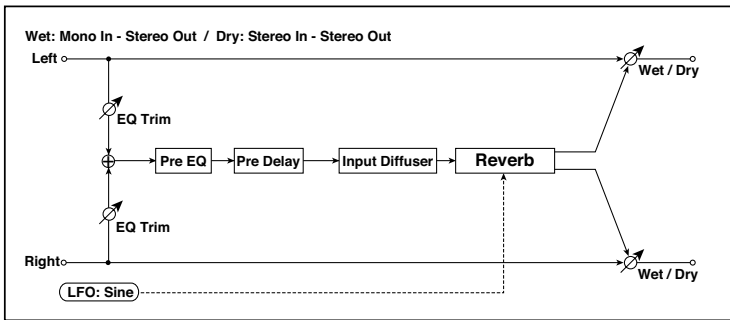 Wet: Mono In - Stereo Out / Dry: Stereo In - Stereo Out
Left
Wet / Dry
EQ Trim
Pre EQ
Pre Delay
Input Diffuser
Reverb
EQ Trim
Right
Wet / Dry
LFO: Sine